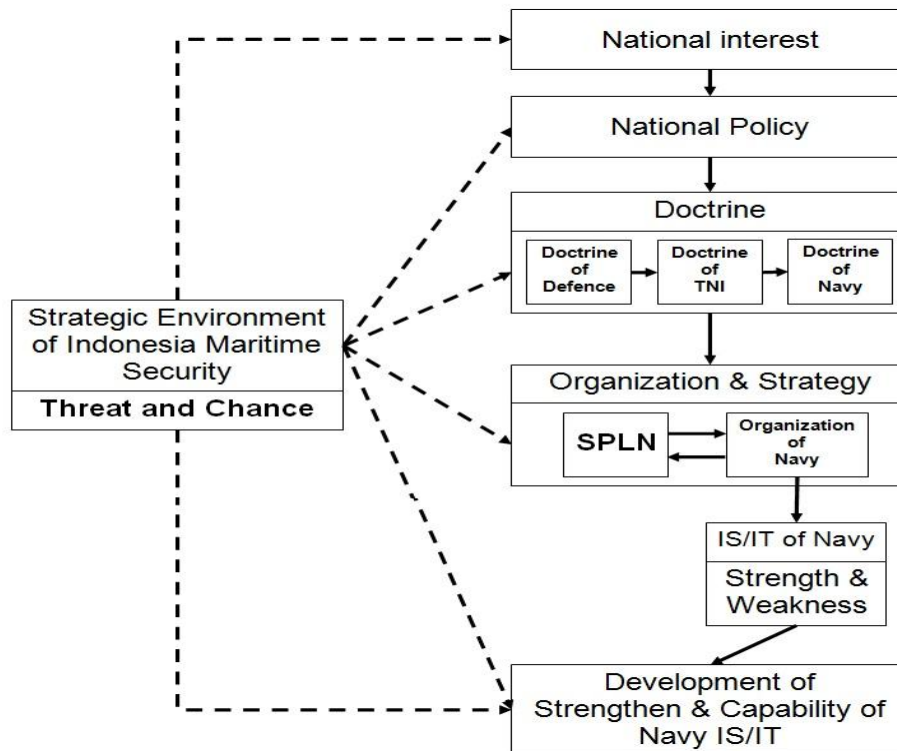 National interest
National Policy
Doctrine
Doctrine
of
Defence
Doctrine
of
TNI
Doctrine
of
Navy
Strategic Environment
of Indonesia Maritime
Security
Threat and Chance
Organization & Strategy
SPLN
Organization
of
Navy
IS/IT of Navy
Strength &
Weakness
Development of
Strengthen & Capability of
Navy IS/IT